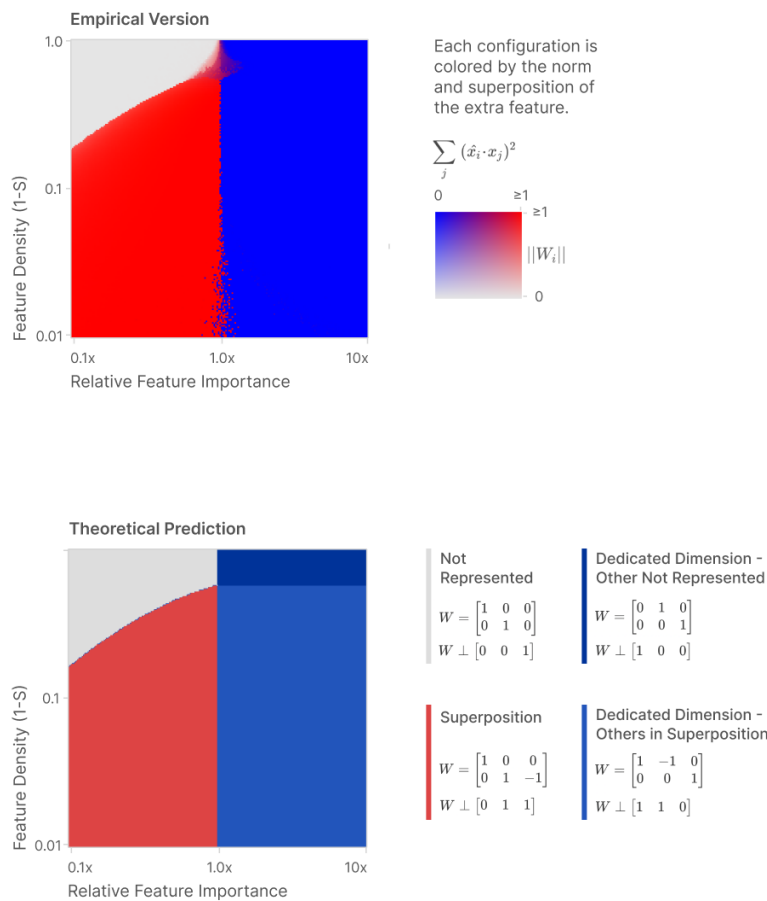 Empirical Version
1.0
0.1
0.01
Feature Density (1-S)
0.1x
1.0x
10x
Relative Feature Importance
Each configuration is
colored by the norm
and superposition of
the extra feature.
∑_j (x̂_i·x_j)²
0
≥1
≥1
||W_i||
0
Theoretical Prediction
0.1
0.01
Feature Density (1-S)
0.1x
1.0x
10x
Relative Feature Importance
Not
Represented
W = [1 0 0
0 1 0]
W ⊥ [0 0 1]
Dedicated Dimension -
Other Not Represented
W = [0 1 0
0 0 1]
W ⊥ [1 0 0]
Superposition
W = [1 0 0
0 1 −1]
W ⊥ [0 1 1]
Dedicated Dimension -
Others in Superposition
W = [1 −1 0
0 0 1]
W ⊥ [1 1 0]